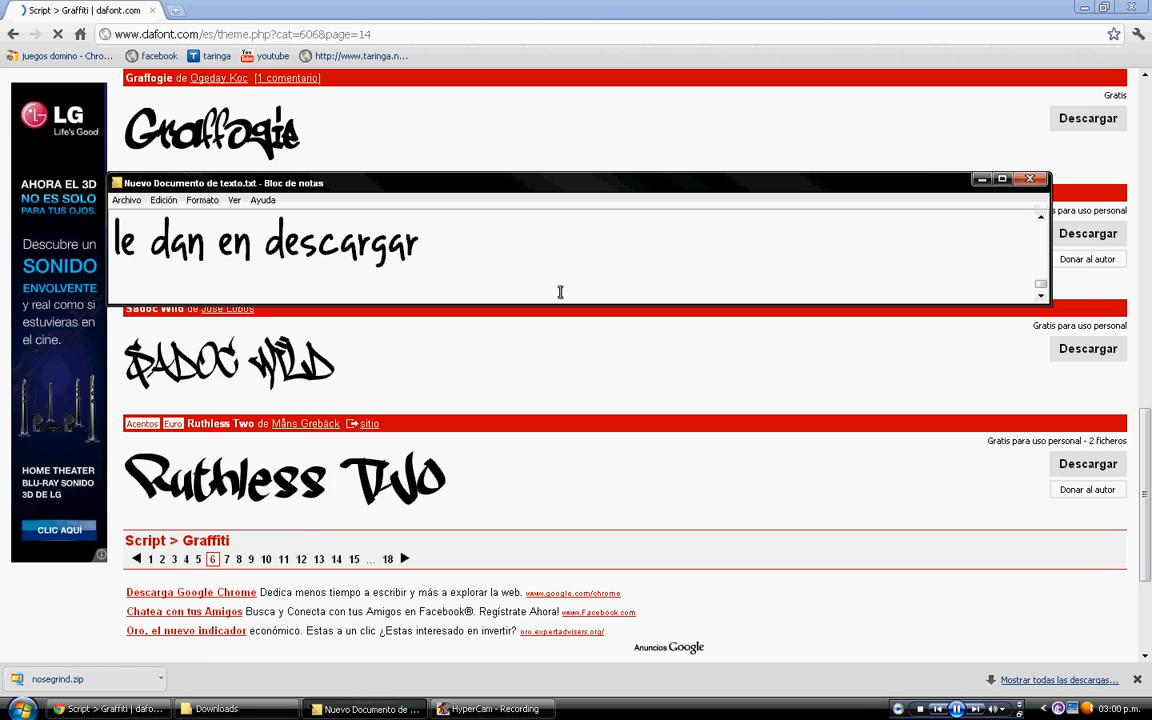 Script > Graffiti | dafont.com
www.dafont.com/es/theme.php?cat=606&page=14
juegos domino - Chro...
facebook
taringa
youtube
http://www.taringa.n...
Graffogie de Ogeday Koc [1 comentario]
Gratis
Graffogie
Descargar
LG
Life's Good
AHORA EL 3D
NO ES SOLO
PARA TUS OJOS.
Descubre un
SONIDO
ENVOLVENTE
y real como si
estuvieras en
el cine.
HOME THEATER
BLU-RAY SONIDO
3D DE LG
CLIC AQUÍ
Nuevo Documento de texto.txt - Bloc de notas
Archivo Edición Formato Ver Ayuda
le dan en descargar
s para uso personal
Descargar
Donar al autor
Sadoc Wild de Jose Lobos
Gratis para uso personal
SADOC WILD
Descargar
Acentos Euro Ruthless Two de Måns Grebäck sitio
Gratis para uso personal - 2 ficheros
Ruthless Two
Descargar
Donar al autor
Script > Graffiti
1 2 3 4 5 6 7 8 9 10 11 12 13 14 15 ... 18
Descarga Google Chrome Dedica menos tiempo a escribir y más a explorar la web. www.google.com/chrome
Chatea con tus Amigos Busca y Conecta con tus Amigos en Facebook®. Regístrate Ahora! www.Facebook.com
Oro, el nuevo indicador económico. Estas a un clic ¿Estas interesado en invertir? oro.expertadvisers.org/
Anuncios Google
nosegrind.zip
Mostrar todas las descargas...
Script > Graffiti | dafo...
Downloads
Nuevo Documento de ...
HyperCam - Recording
03:00 p.m.